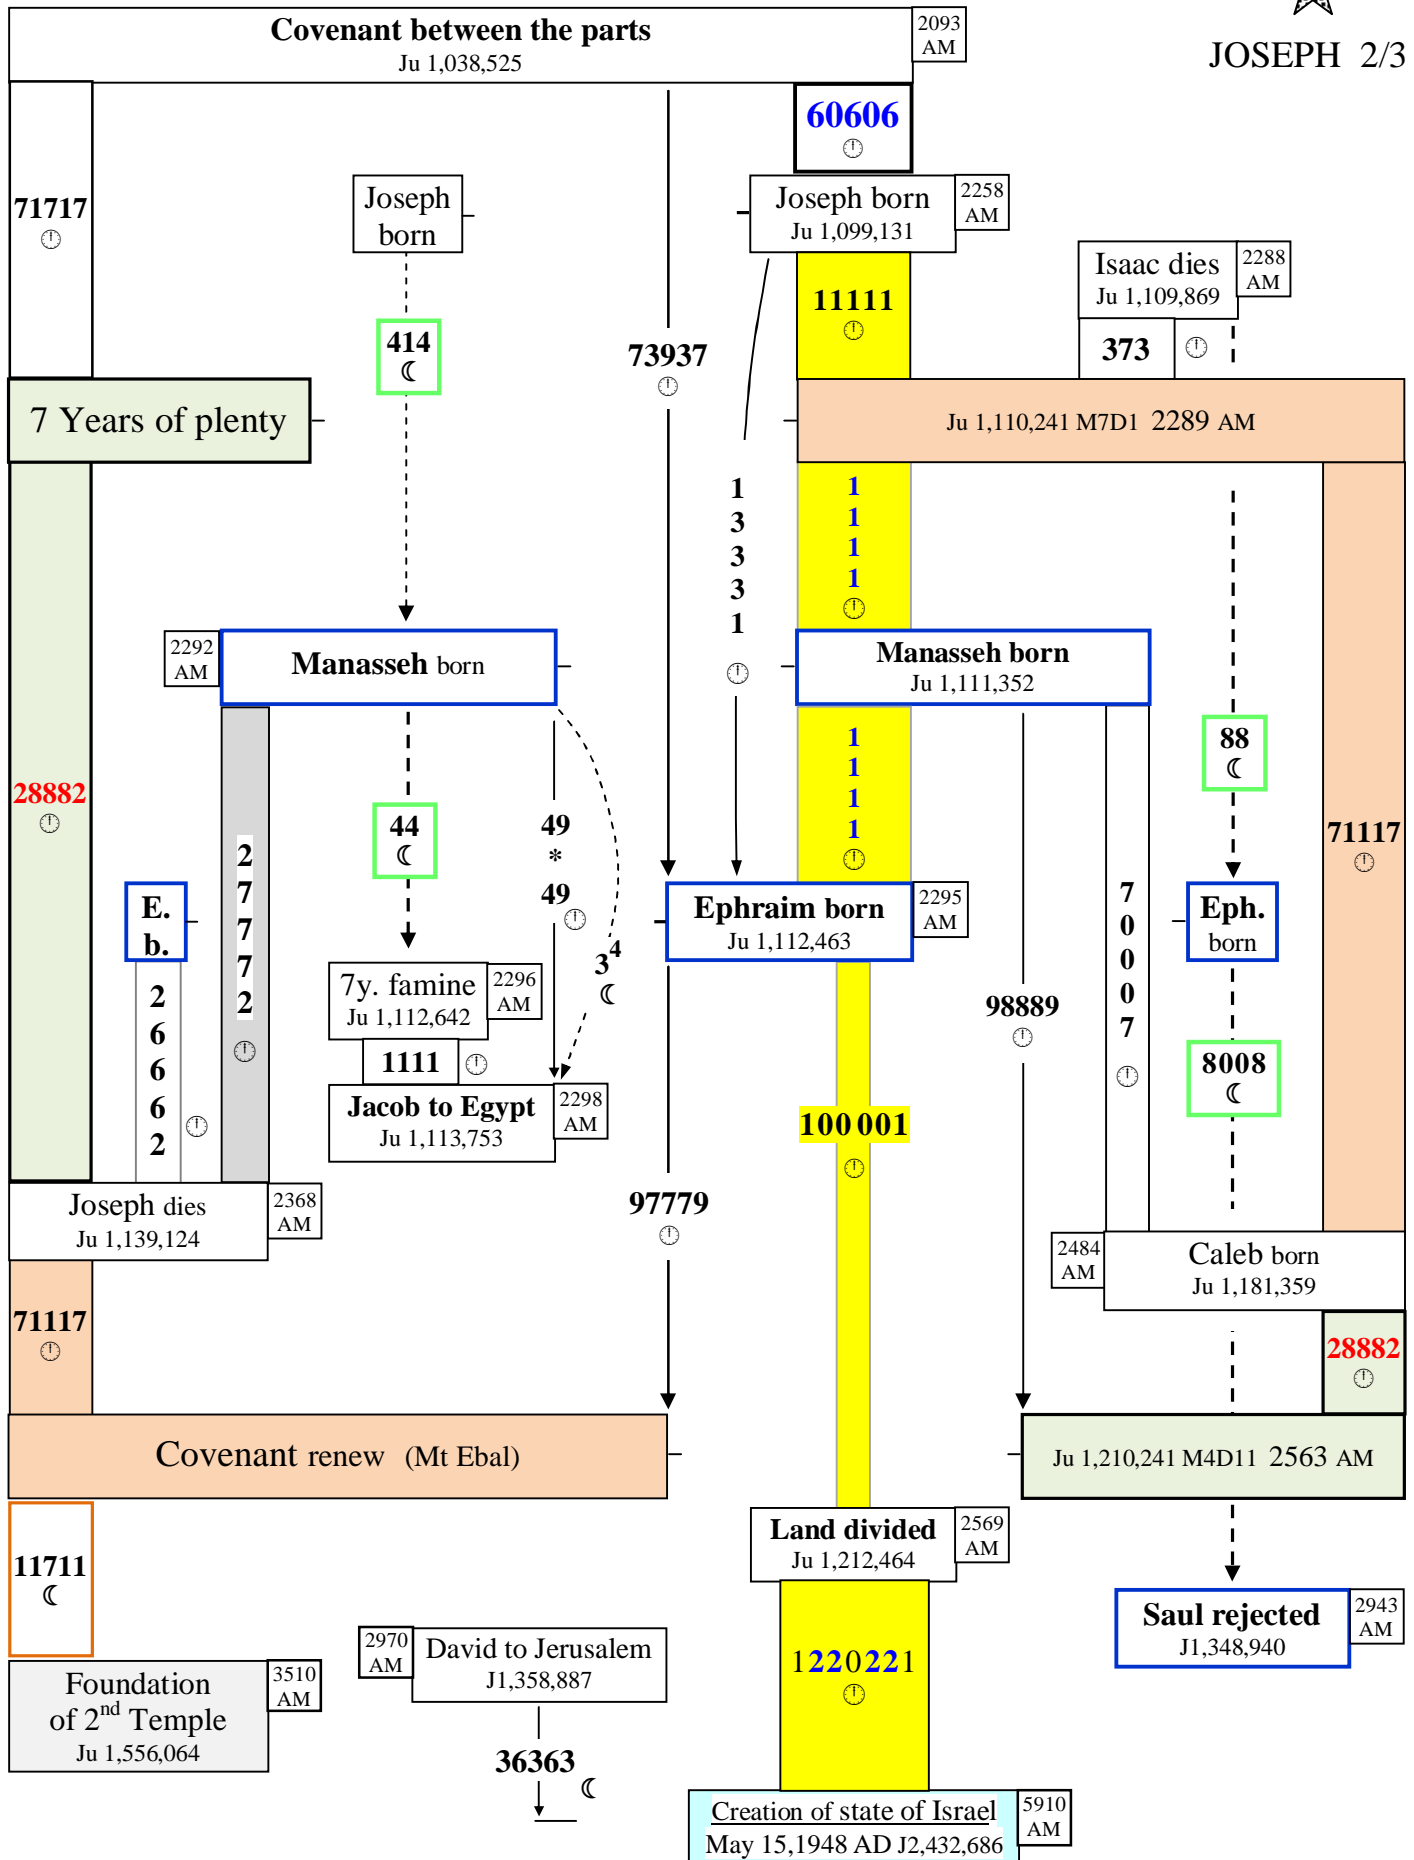 Covenant between the parts
Ju 1,038,525
2093
AM
JOSEPH 2/3
60606
71717
Joseph
born
Joseph born
Ju 1,099,131
2258
AM
Isaac dies
Ju 1,109,869
2288
AM
11111
414
☾
73937
373
7 Years of plenty
Ju 1,110,241 M7D1 2289 AM
1
3
3
3
1
1
1
1
1
2292
AM
Manasseh born
Manasseh born
Ju 1,111,352
28882
2
7
7
7
2
44
☾
49
*
49
3⁴
☾
1
1
1
1
88
☾
71117
E.
b.
Ephraim born
Ju 1,112,463
2295
AM
7
0
0
0
7
Eph.
born
2
6
6
6
2
7y. famine
Ju 1,112,642
2296
AM
1111
Jacob to Egypt
Ju 1,113,753
2298
AM
98889
8008
☾
100 001
97779
Joseph dies
Ju 1,139,124
2368
AM
2484
AM
Caleb born
Ju 1,181,359
71117
28882
Covenant renew (Mt Ebal)
Ju 1,210,241 M4D11 2563 AM
11711
☾
Land divided
Ju 1,212,464
2569
AM
Saul rejected
J1,348,940
2943
AM
2970
AM
David to Jerusalem
J1,358,887
1220221
Foundation
of 2nd Temple
Ju 1,556,064
3510
AM
36363
☾
Creation of state of Israel
May 15,1948 AD J2,432,686
5910
AM